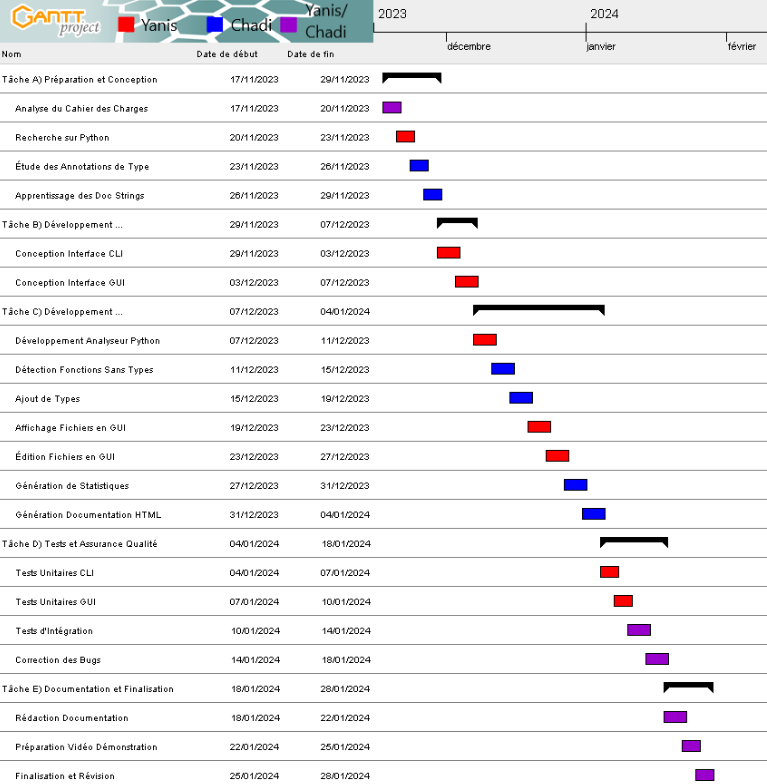 GANTT project
Yanis
Chadi
Yanis/
Chadi
2023 2024
décembre janvier février
Nom Date de début Date de fin
Tâche A) Préparation et Conception 17/11/2023 29/11/2023
Analyse du Cahier des Charges 17/11/2023 20/11/2023
Recherche sur Python 20/11/2023 23/11/2023
Étude des Annotations de Type 23/11/2023 26/11/2023
Apprentissage des Doc Strings 26/11/2023 29/11/2023
Tâche B) Développement ... 29/11/2023 07/12/2023
Conception Interface CLI 29/11/2023 03/12/2023
Conception Interface GUI 03/12/2023 07/12/2023
Tâche C) Développement ... 07/12/2023 04/01/2024
Développement Analyseur Python 07/12/2023 11/12/2023
Détection Fonctions Sans Types 11/12/2023 15/12/2023
Ajout de Types 15/12/2023 19/12/2023
Affichage Fichiers en GUI 19/12/2023 23/12/2023
Édition Fichiers en GUI 23/12/2023 27/12/2023
Génération de Statistiques 27/12/2023 31/12/2023
Génération Documentation HTML 31/12/2023 04/01/2024
Tâche D) Tests et Assurance Qualité 04/01/2024 18/01/2024
Tests Unitaires CLI 04/01/2024 07/01/2024
Tests Unitaires GUI 07/01/2024 10/01/2024
Tests d'Intégration 10/01/2024 14/01/2024
Correction des Bugs 14/01/2024 18/01/2024
Tâche E) Documentation et Finalisation 18/01/2024 28/01/2024
Rédaction Documentation 18/01/2024 22/01/2024
Préparation Vidéo Démonstration 22/01/2024 25/01/2024
Finalisation et Révision 25/01/2024 28/01/2024